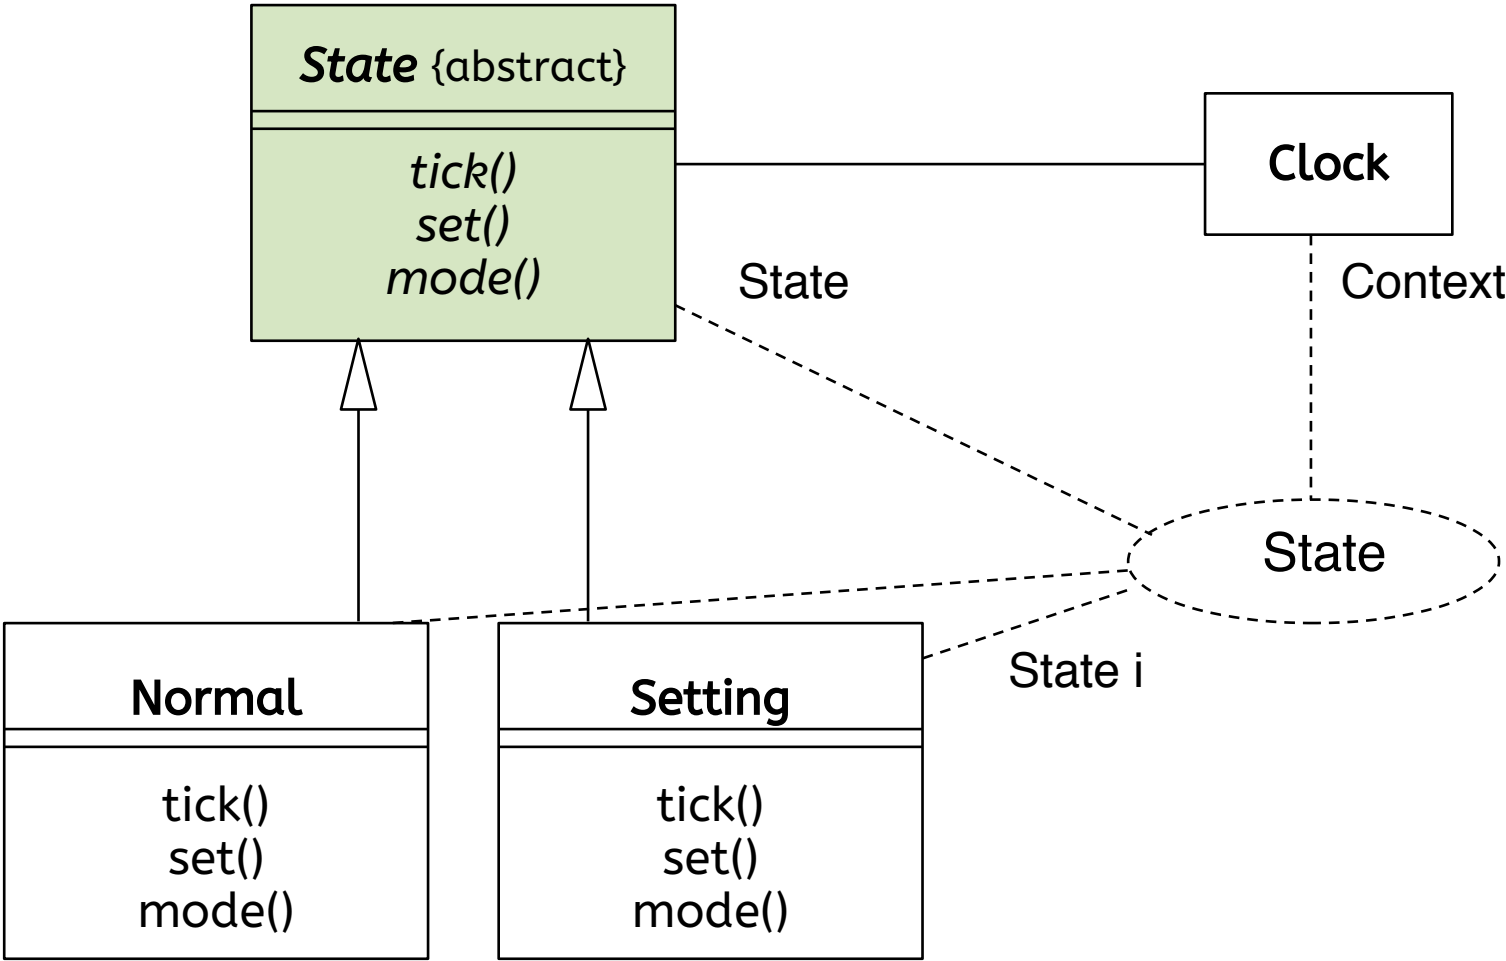 State {abstract}
tick()
set()
mode()
Clock
State
Context
State
State i
Normal
tick()
set()
mode()
Setting
tick()
set()
mode()